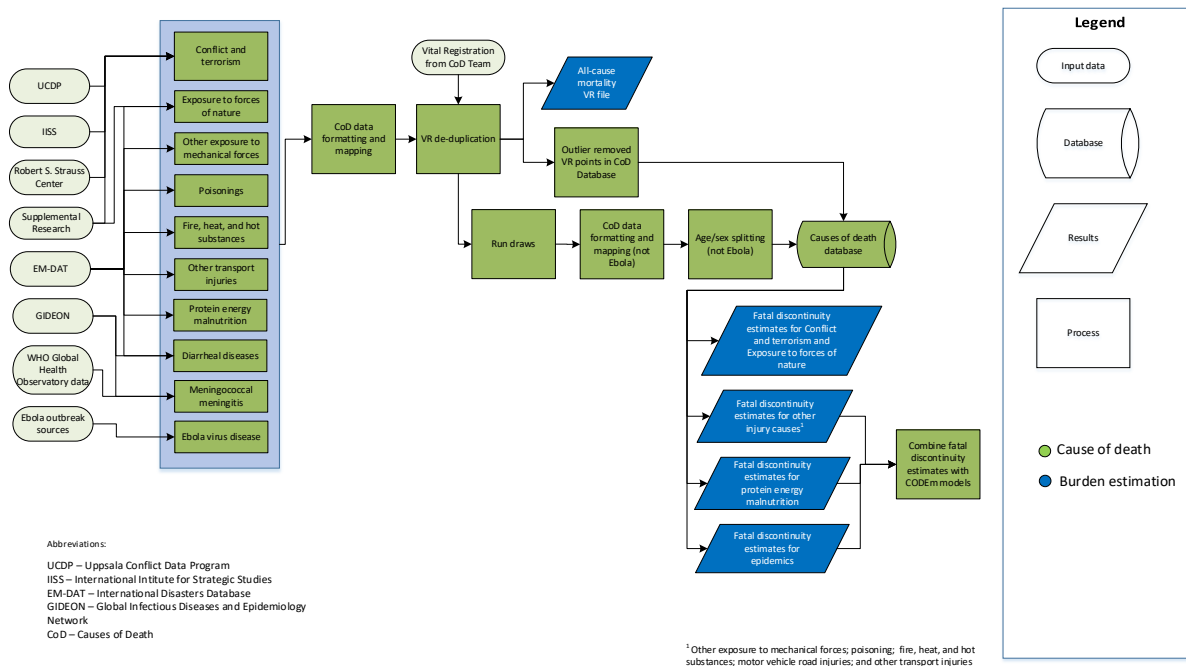 UCDP
IISS
Robert S. Strauss
Center
Supplemental
Research
EM-DAT
GIDEON
WHO Global
Health
Observatory data
Ebola outbreak
sources
Conflict and
terrorism
Exposure to forces
of nature
Other exposure to
mechanical forces
Poisonings
Fire, heat, and hot
substances
Other transport
injuries
Protein energy
malnutrition
Diarrheal diseases
Meningococcal
meningitis
Ebola virus disease
CoD data
formatting and
mapping
Vital Registration
from CoD Team
VR de-duplication
All-cause
mortality
VR file
Outlier removed
VR points in CoD
Database
Run draws
CoD data
formatting and
mapping (not
Ebola)
Age/sex splitting
(not Ebola)
Causes of death
database
Fatal discontinuity
estimates for Conflict
and terrorism and
Exposure to forces of
nature
Fatal discontinuity
estimates for other
injury causes¹
Fatal discontinuity
estimates for
protein energy
malnutrition
Fatal discontinuity
estimates for
epidemics
Combine fatal
discontinuity
estimates with
CODEm models
Legend
Input data
Database
Results
Process
Cause of death
Burden estimation
Abbreviations:
UCDP – Uppsala Conflict Data Program
IISS – International Intitute for Strategic Studies
EM-DAT – International Disasters Database
GIDEON – Global Infectious Diseases and Epidemiology
Network
CoD – Causes of Death
¹ Other exposure to mechanical forces; poisoning; fire, heat, and hot
substances; motor vehicle road injuries; and other transport injuries